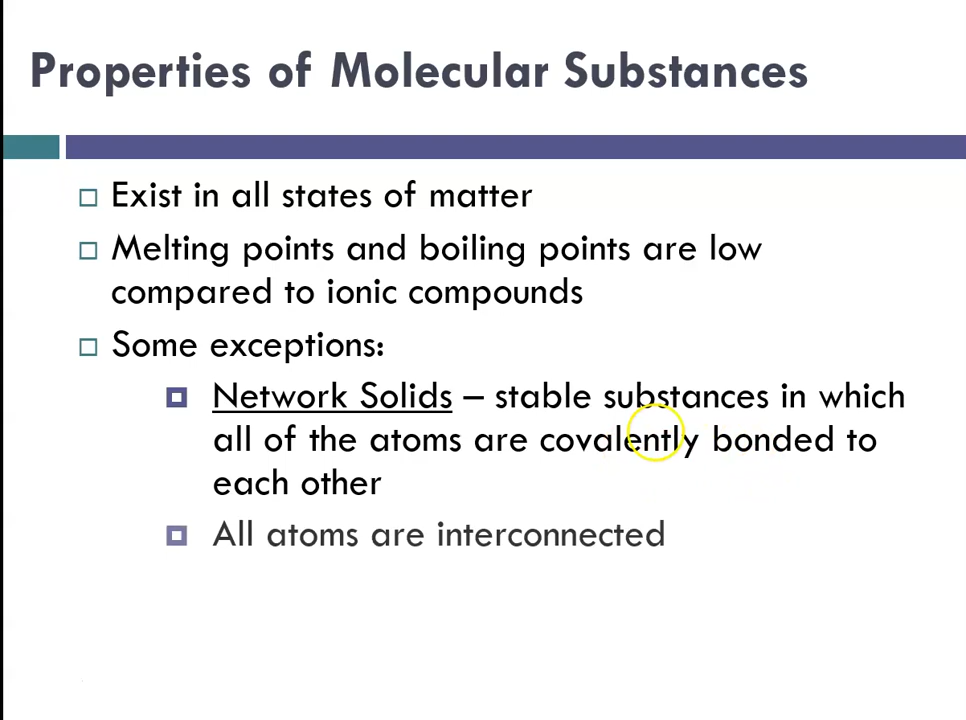 Properties of Molecular Substances
Exist in all states of matter
Melting points and boiling points are low
compared to ionic compounds
Some exceptions:
Network Solids – stable substances in which
all of the atoms are covalently bonded to
each other
All atoms are interconnected